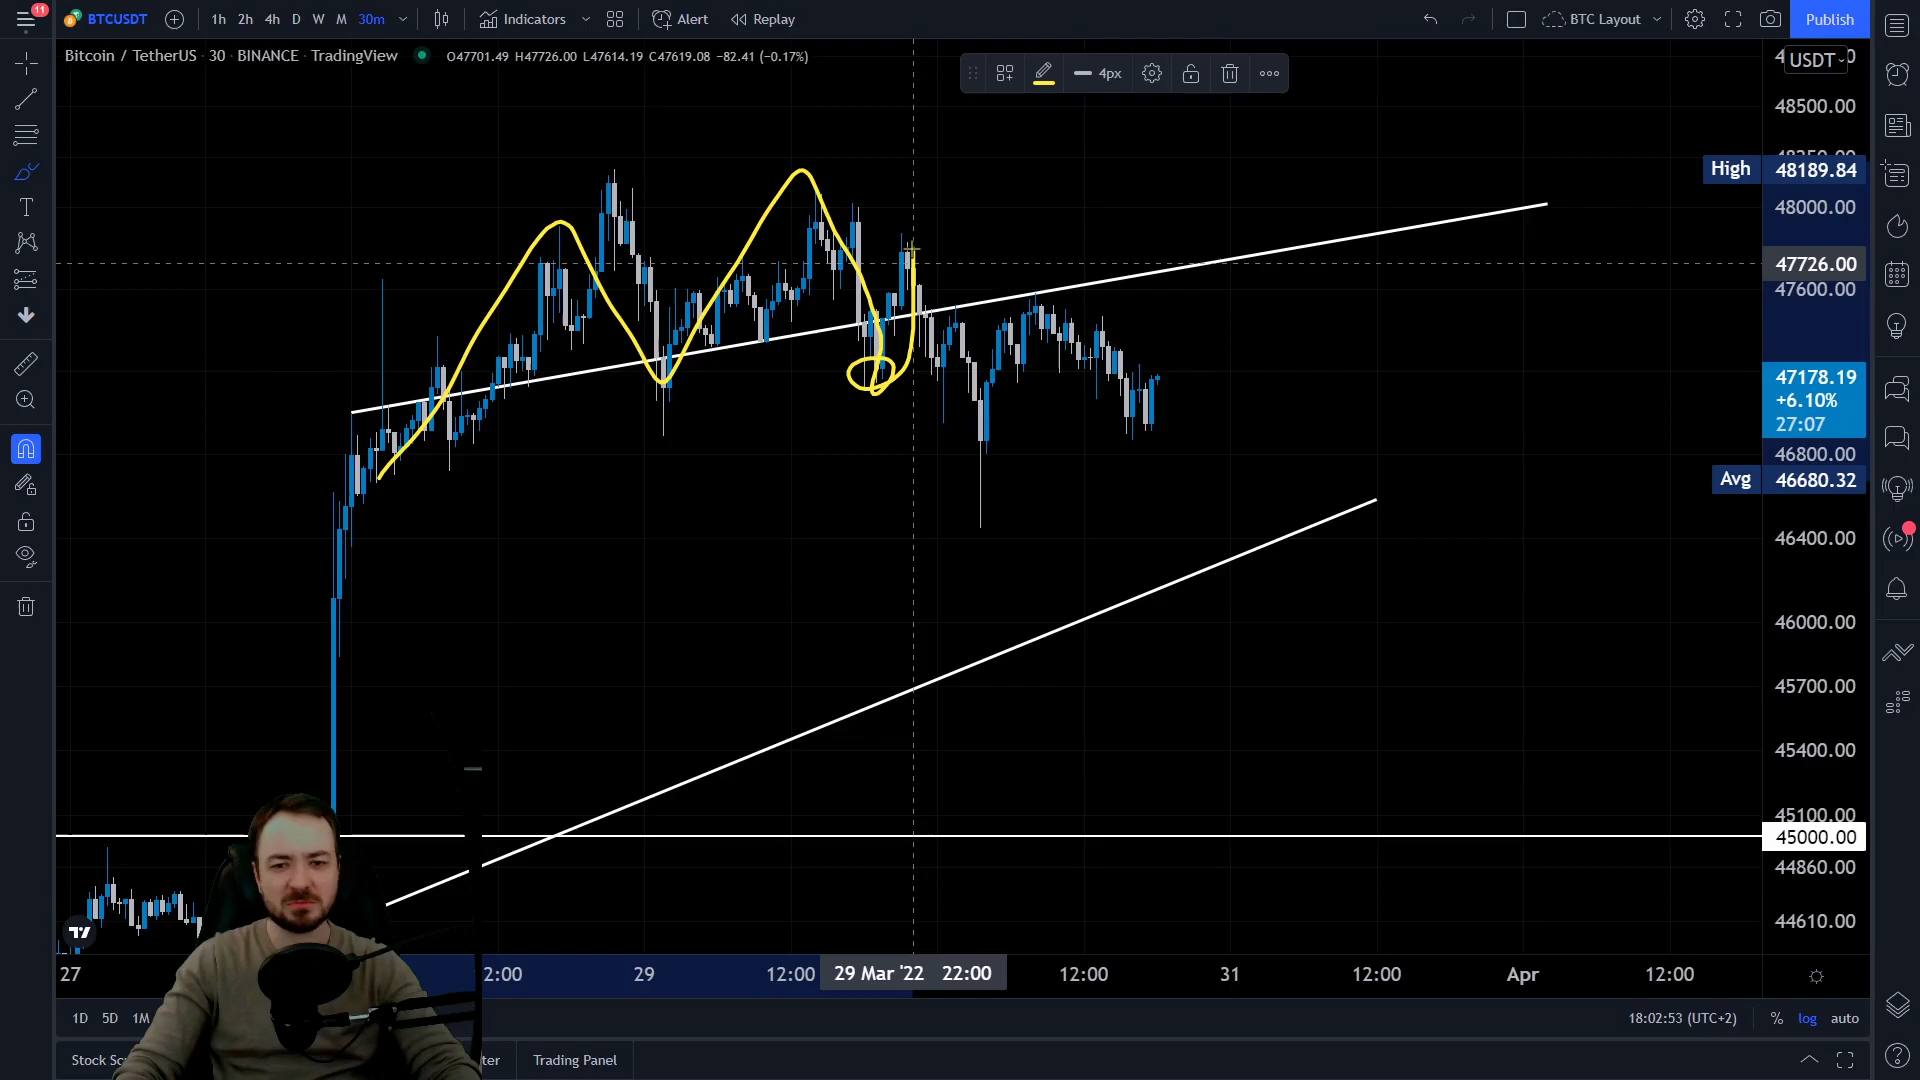 11
BTCUSDT
1h 2h 4h D W M 30m
Indicators
Alert
Replay
BTC Layout
Publish
Bitcoin / TetherUS · 30 · BINANCE · TradingView
O47701.49 H47726.00 L47614.19 C47619.08 −82.41 (−0.17%)
4px
USDT
48500.00
High 48189.84
48000.00
47726.00
47600.00
47178.19
+6.10%
27:07
46800.00
Avg 46680.32
46400.00
46000.00
45700.00
45400.00
45100.00
45000.00
44860.00
44610.00
27
2:00
29
12:00
29 Mar '22 22:00
12:00
31
12:00
Apr
12:00
1D 5D 1M
18:02:53 (UTC+2)
%
log
auto
Stock Sc
ter
Trading Panel